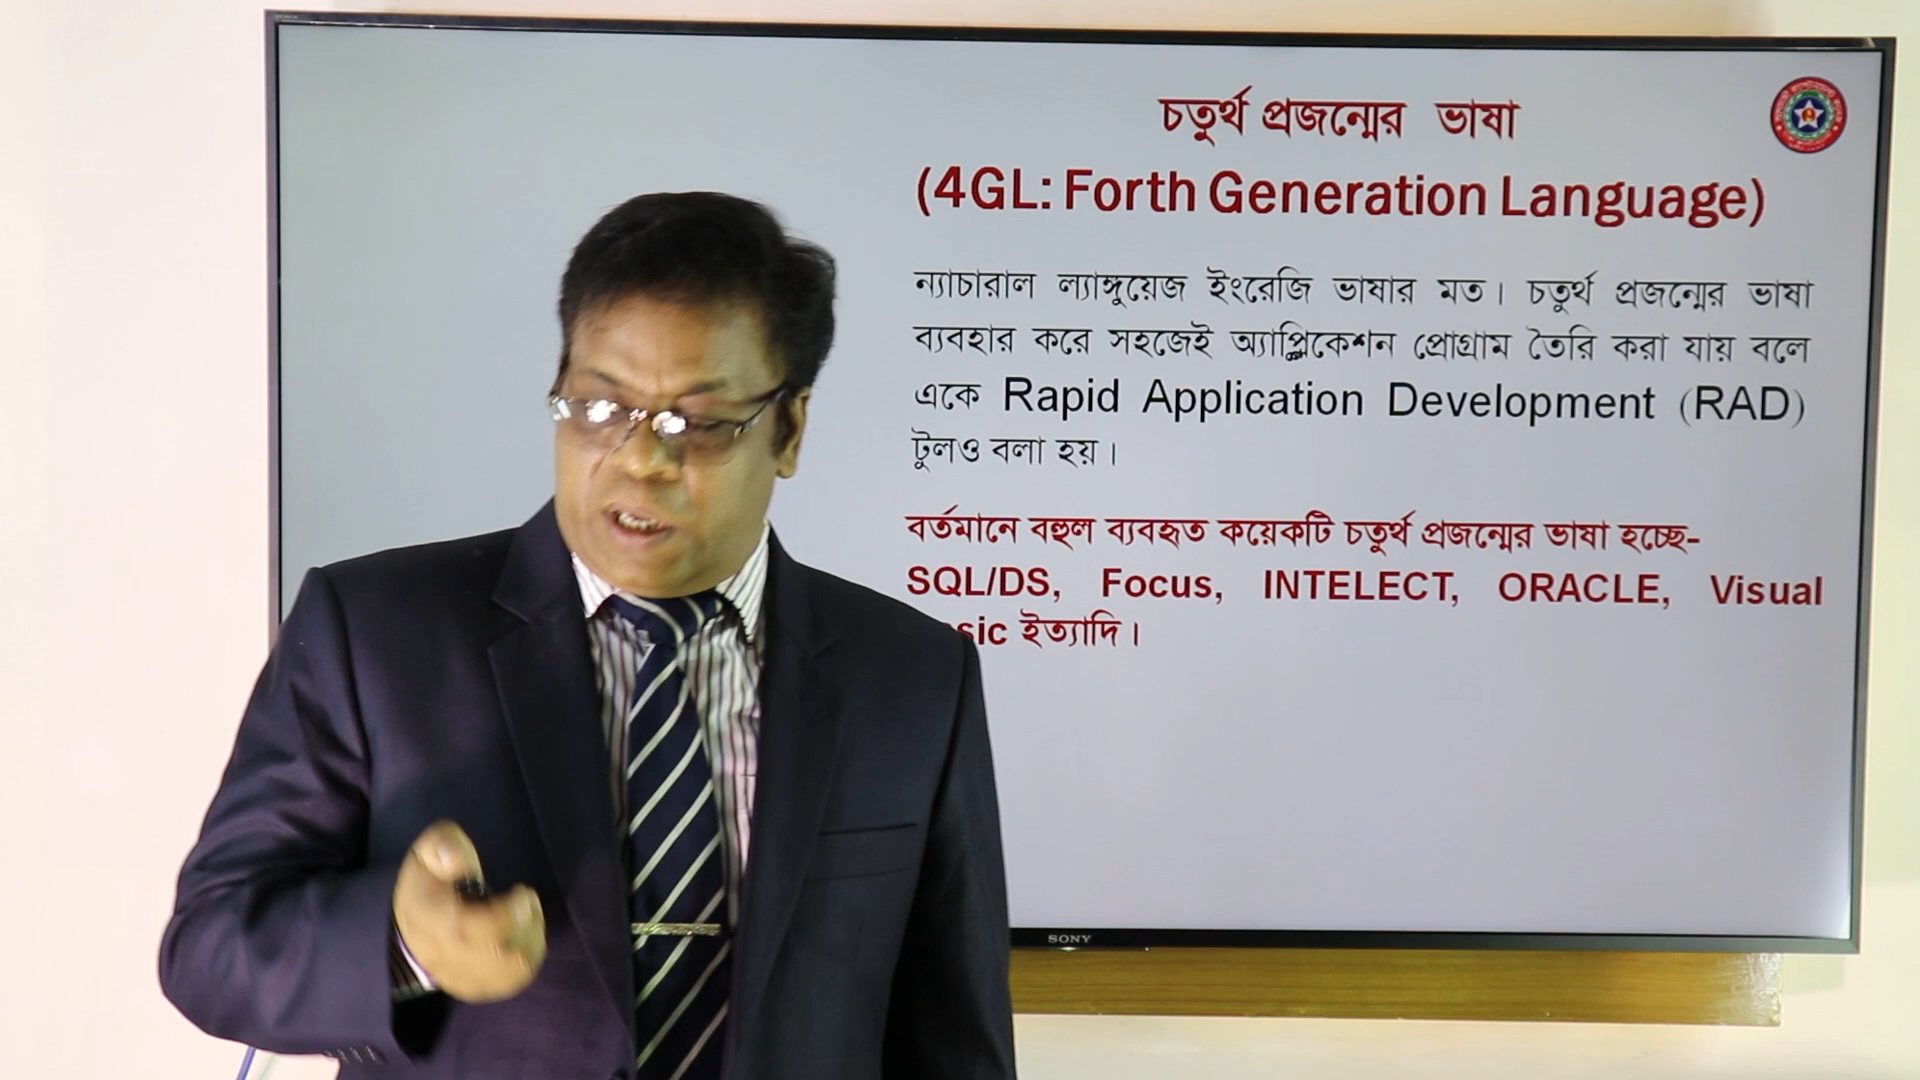 চতুর্থ প্রজন্মের ভাষা
(4GL: Forth Generation Language)
ন্যাচারাল ল্যাঙ্গুয়েজ ইংরেজি ভাষার মত। চতুর্থ প্রজন্মের ভাষা
ব্যবহার করে সহজেই অ্যাপ্লিকেশন প্রোগ্রাম তৈরি করা যায় বলে
একে Rapid Application Development (RAD)
টুলও বলা হয়।
বর্তমানে বহুল ব্যবহৃত কয়েকটি চতুর্থ প্রজন্মের ভাষা হচ্ছে-
SQL/DS, Focus, INTELECT, ORACLE, Visual
sic ইত্যাদি।
SONY